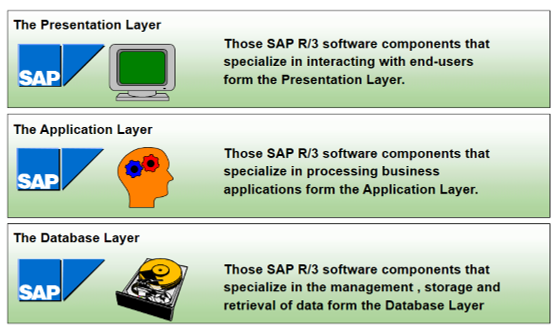 The Presentation Layer
SAP
Those SAP R/3 software components that
specialize in interacting with end-users
form the Presentation Layer.
The Application Layer
SAP
Those SAP R/3 software components that
specialize in processing business
applications form the Application Layer.
The Database Layer
SAP
Those SAP R/3 software components that
specialize in the management , storage and
retrieval of data form the Database Layer